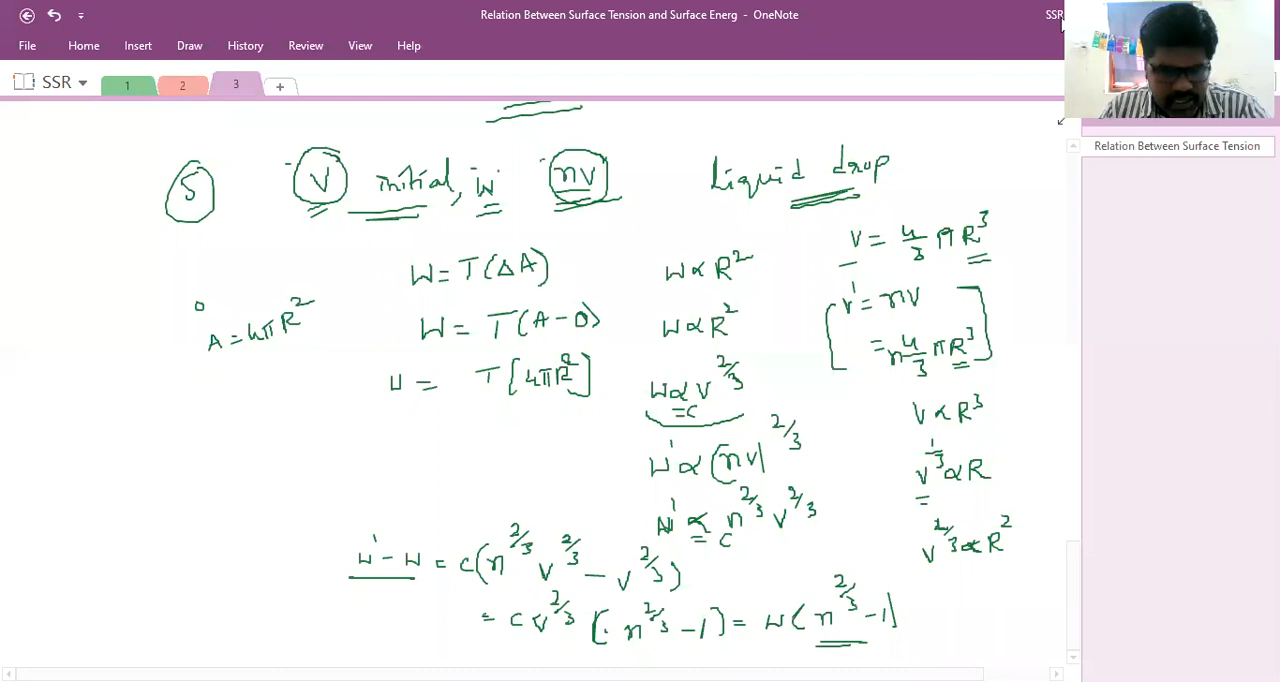 Relation Between Surface Tension and Surface Energ - OneNote
SSR
File Home Insert Draw History Review View Help
SSR 1 2 3 +
Relation Between Surface Tension
5 V initial, W nV Liquid drop
V = 4/3 π R³
W = T(ΔA) W ∝ R²
V' = nV
A = 4πR² W = T(A - 0) W ∝ R²
= n 4/3 πR³
W = T[4πR²] W ∝ V^2/3
= C
V ∝ R³
W' ∝ (nV)^2/3
V^1/3 ∝ R
W' ∝ n^2/3 V^2/3
= C
V^2/3 ∝ R²
W' - W = C(n^2/3 V^2/3 - V^2/3)
= C V^2/3 (n^2/3 - 1) = W(n^2/3 - 1)